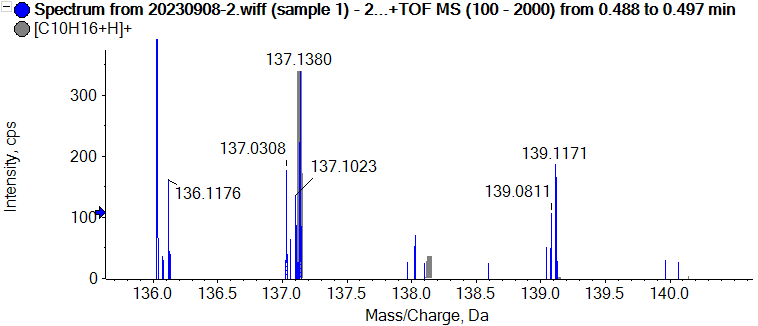 Spectrum from 20230908-2.wiff (sample 1) - 2...+TOF MS (100 - 2000) from 0.488 to 0.497 min
[C10H16+H]+
137.1380
300
137.0308
139.1171
200
137.1023
136.1176
139.0811
100
0
136.0 136.5 137.0 137.5 138.0 138.5 139.0 139.5 140.0
Mass/Charge, Da
Intensity, cps